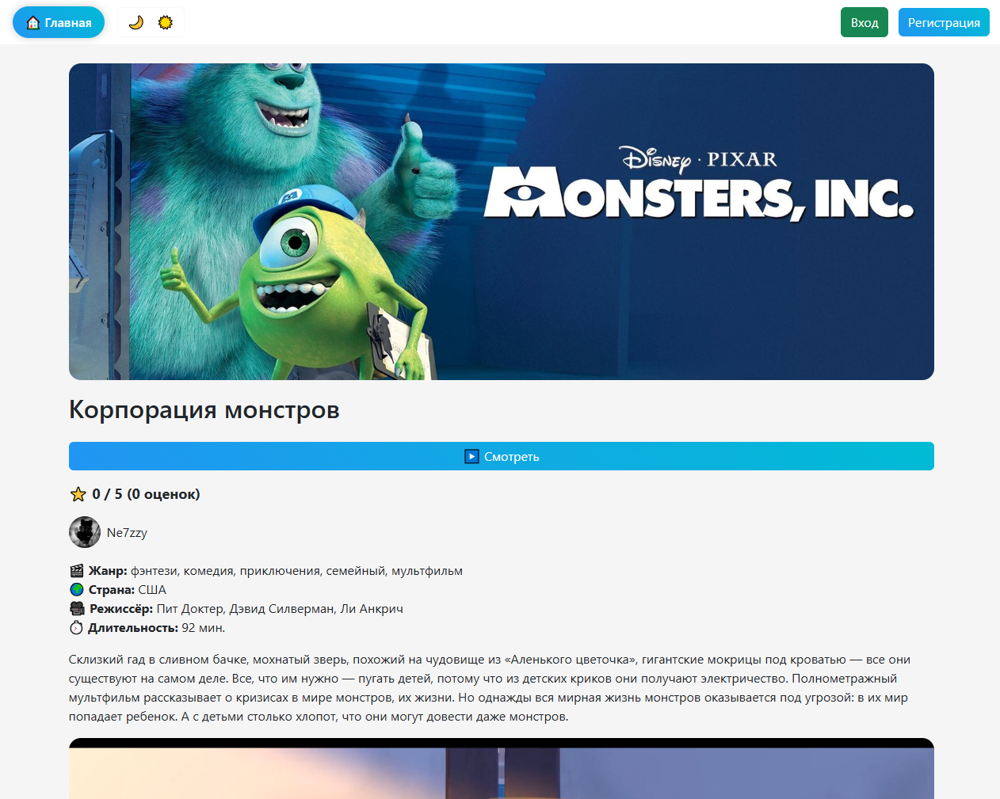 Главная
Вход
Регистрация
Disney · PIXAR
MONSTERS, INC.
Корпорация монстров
Смотреть
0 / 5 (0 оценок)
Ne7zzy
Жанр: фэнтези, комедия, приключения, семейный, мультфильм
Страна: США
Режиссёр: Пит Доктер, Дэвид Силверман, Ли Анкрич
Длительность: 92 мин.
Склизкий гад в сливном бачке, мохнатый зверь, похожий на чудовище из «Аленького цветочка», гигантские мокрицы под кроватью — все они
существуют на самом деле. Все, что им нужно — пугать детей, потому что из детских криков они получают электричество. Полнометражный
мультфильм рассказывает о кризисах в мире монстров, их жизни. Но однажды вся мирная жизнь монстров оказывается под угрозой: в их мир
попадает ребенок. А с детьми столько хлопот, что они могут довести даже монстров.